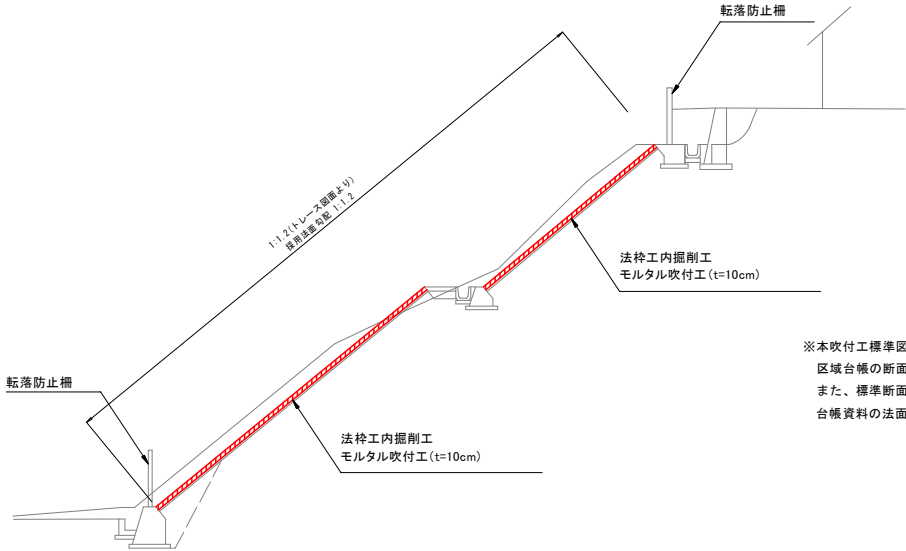 転落防止柵
1:1.2(トレース図面より)
採用法面勾配 1:1.2
法枠工内掘削工
モルタル吹付工(t=10cm)
※本吹付工標準図
区域台帳の断面
また、標準断面
台帳資料の法面
転落防止柵
法枠工内掘削工
モルタル吹付工(t=10cm)